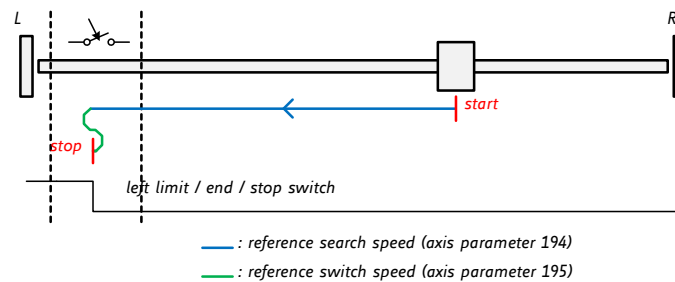 L
R
start
stop
left limit / end / stop switch
: reference search speed (axis parameter 194)
: reference switch speed (axis parameter 195)